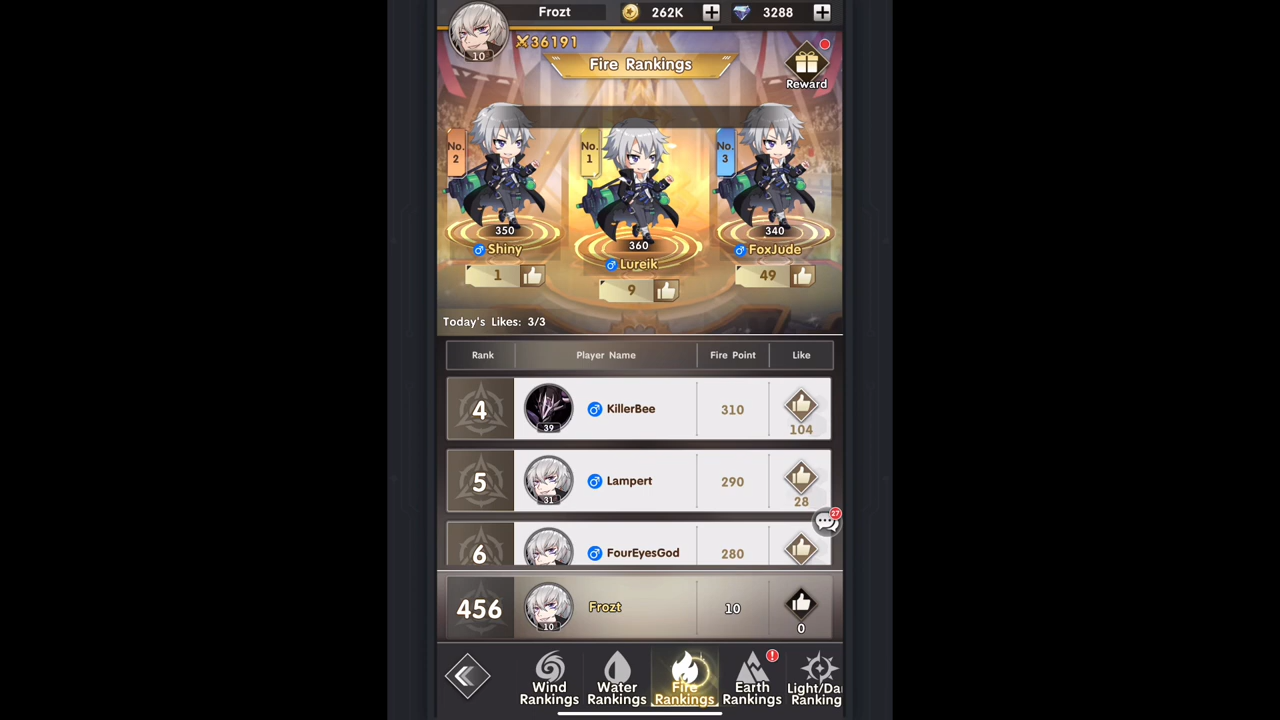 Frozt
262K
3288
10
36191
Fire Rankings
Reward
No.
2
No.
1
No.
3
350
360
340
Shiny
Lureik
FoxJude
1
9
49
Today's Likes: 3/3
Rank Player Name Fire Point Like
4 KillerBee 310
39
104
5 Lampert 290
31
28
27
6 FourEyesGod 280
456 Frozt 10
10
0
Wind
Rankings
Water
Rankings
Fire
Rankings
Earth
Rankings
!
Light/Da
Ranking